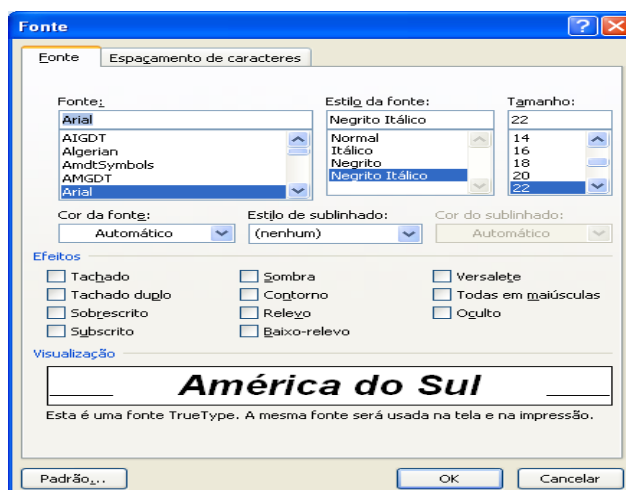 Fonte
Fonte Espaçamento de caracteres
Fonte: Estilo da fonte: Tamanho:
Arial Negrito Itálico 22
AIGDT Normal 14
Algerian Itálico 16
AmdtSymbols Negrito 18
AMGDT Negrito Itálico 20
Arial 22
Cor da fonte: Estilo de sublinhado: Cor do sublinhado:
Automático (nenhum) Automático
Efeitos
Tachado Sombra Versalete
Tachado duplo Contorno Todas em maiúsculas
Sobrescrito Relevo Oculto
Subscrito Baixo-relevo
Visualização
América do Sul
Esta é uma fonte TrueType. A mesma fonte será usada na tela e na impressão.
Padrão... OK Cancelar